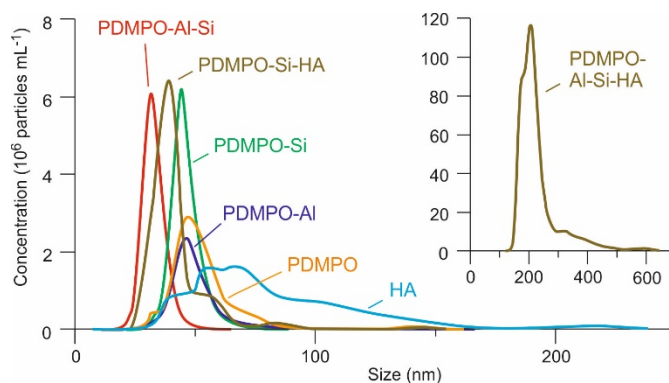 8
6
4
2
0
Concentration (10⁶ particles mL⁻¹)
PDMPO-Al-Si
PDMPO-Si-HA
PDMPO-Si
PDMPO-Al
PDMPO
HA
0
100
200
Size (nm)
120
100
80
60
40
20
0
PDMPO-
Al-Si-HA
0
200
400
600